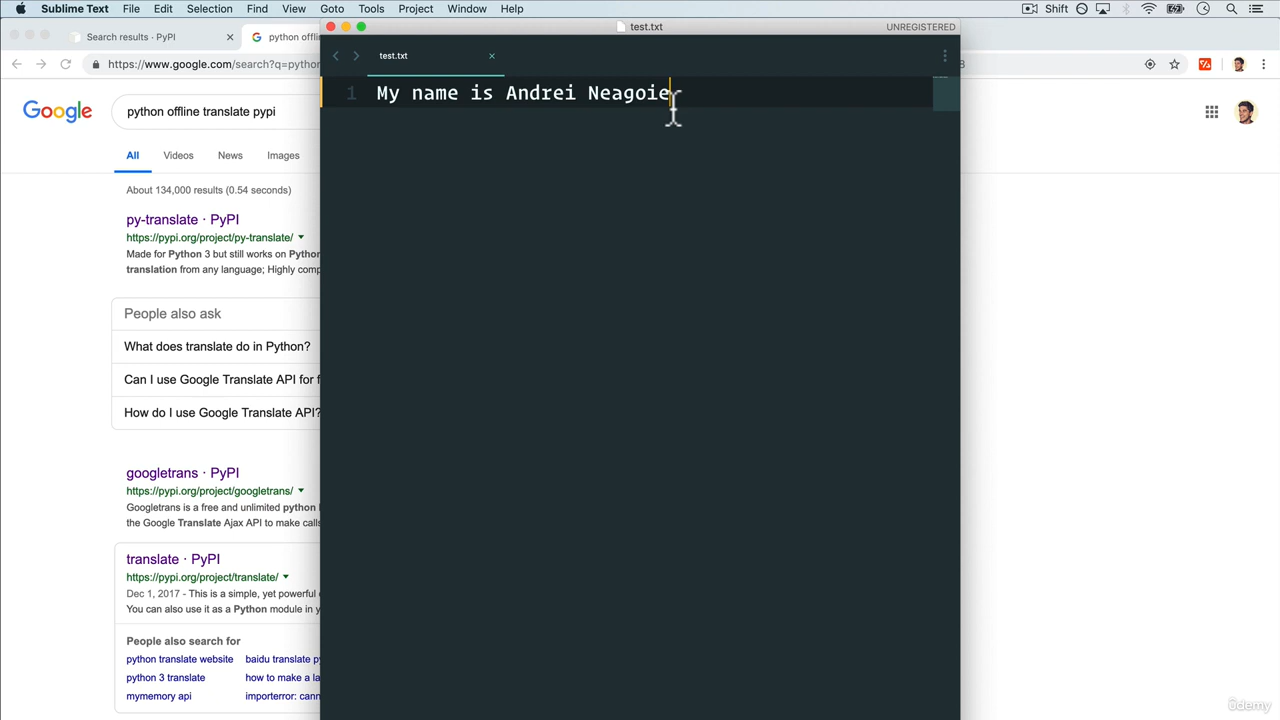 Sublime Text File Edit Selection Find View Goto Tools Project Window Help Shift
test.txt UNREGISTERED
Search results · PyPI
python offli
https://www.google.com/search?q=python
test.txt
1 My name is Andrei Neagoie
Google
python offline translate pypi
All Videos News Images
About 134,000 results (0.54 seconds)
py-translate · PyPI
https://pypi.org/project/py-translate/
Made for Python 3 but still works on Pytho
translation from any language; Highly comp
People also ask
What does translate do in Python?
Can I use Google Translate API for f
How do I use Google Translate API?
googletrans · PyPI
https://pypi.org/project/googletrans/
Googletrans is a free and unlimited python
the Google Translate Ajax API to make calls
translate · PyPI
https://pypi.org/project/translate/
Dec 1, 2017 - This is a simple, yet powerful
You can also use it as a Python module in y
People also search for
python translate website baidu translate py
python 3 translate how to make a la
mymemory api importerror: cann
ûdemy